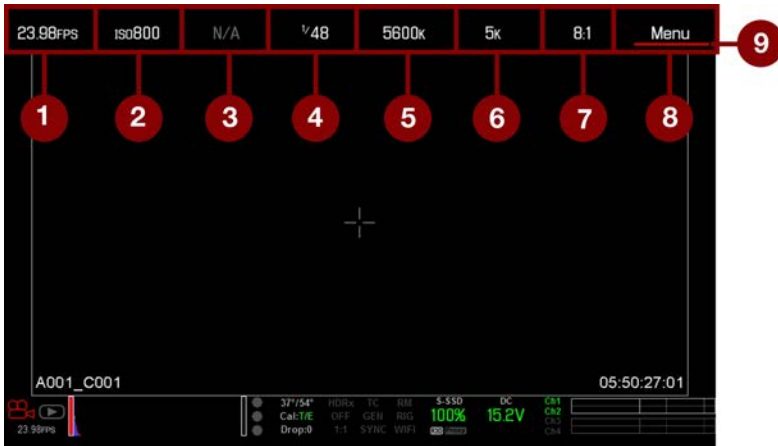 23.98FPS ISO800 N/A 1/48 5600K 5K 8:1 Menu 9
1 2 3 4 5 6 7 8
A001_C001 05:50:27:01
37°/54° HDRx TC RM S-SSD DC Ch1
Cal:T/E OFF GEN RIG 100% 15.2V Ch2
23.98FPS Drop:0 1:1 SYNC WIFI Ch3
Ch4